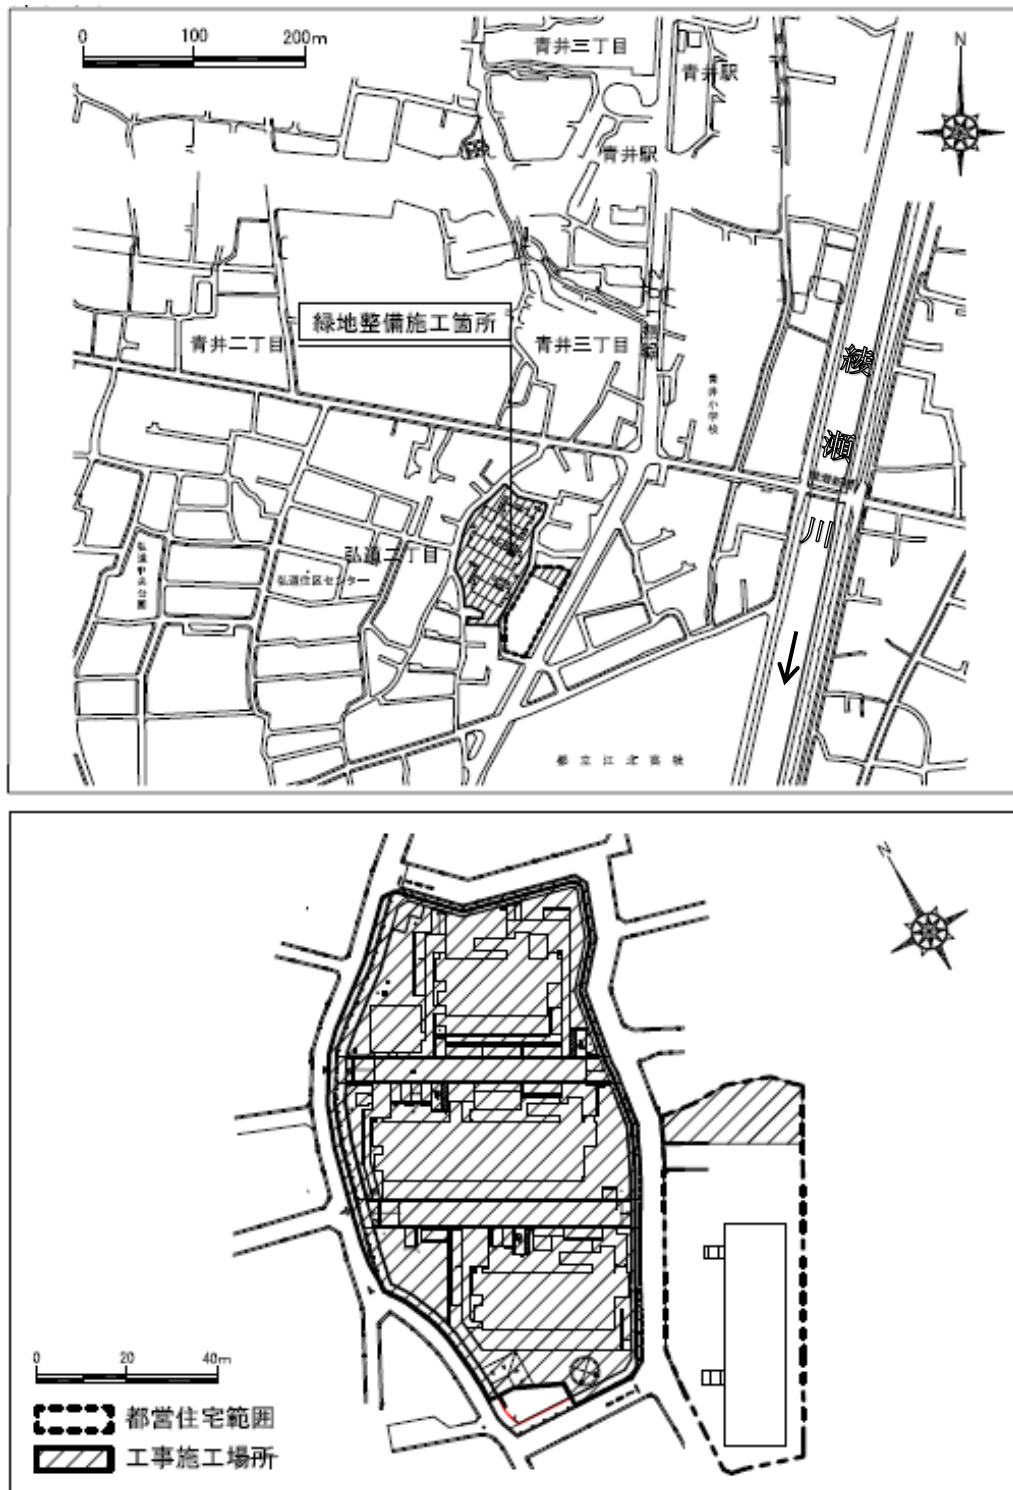 0 100 200m
青井三丁目
青井駅
N
青井駅
緑地整備施工箇所
青井二丁目
青井三丁目
綾瀬川
青井小学校
弘道二丁目
弘道住区センター
弘道中央公園
都立江北高校
N
0 20 40m
都営住宅範囲
工事施工場所